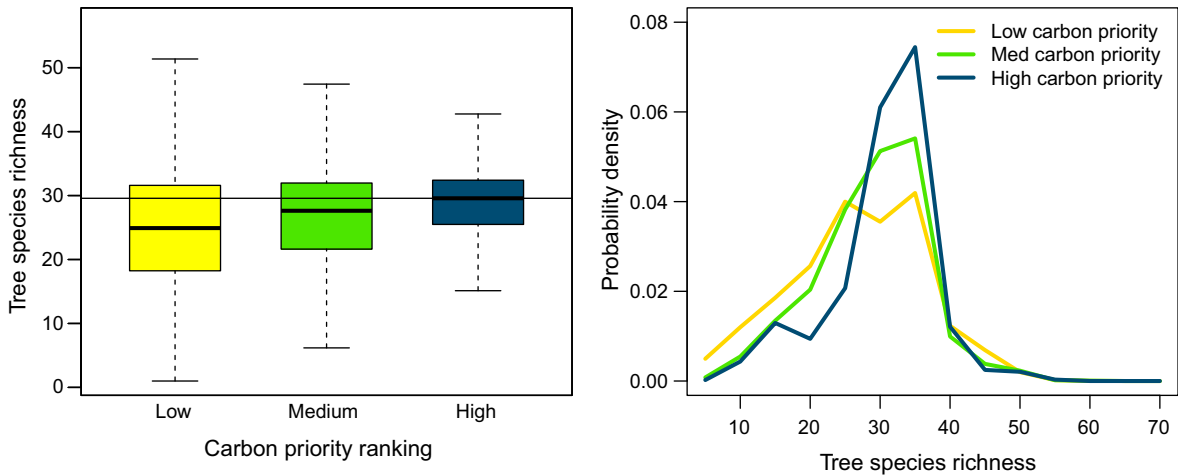 Tree species richness
50
40
30
20
10
0
Low Medium High
Carbon priority ranking
Probability density
0.08
0.06
0.04
0.02
0.00
Low carbon priority
Med carbon priority
High carbon priority
10 20 30 40 50 60 70
Tree species richness